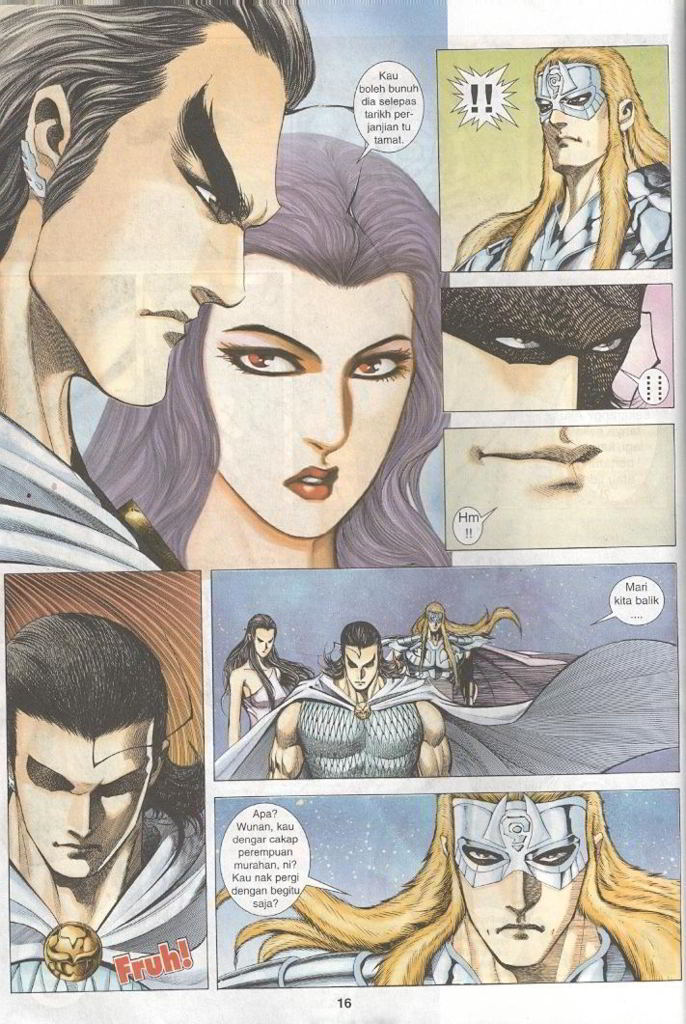 Kau
boleh bunuh
dia selepas
tarikh per-
janjian tu
tamat.
!!
Hm
!!
Mari
kita balik
....
Fruh!
Apa?
Wunan, kau
dengar cakap
perempuan
murahan, ni?
Kau nak pergi
dengan begitu
saja?
16